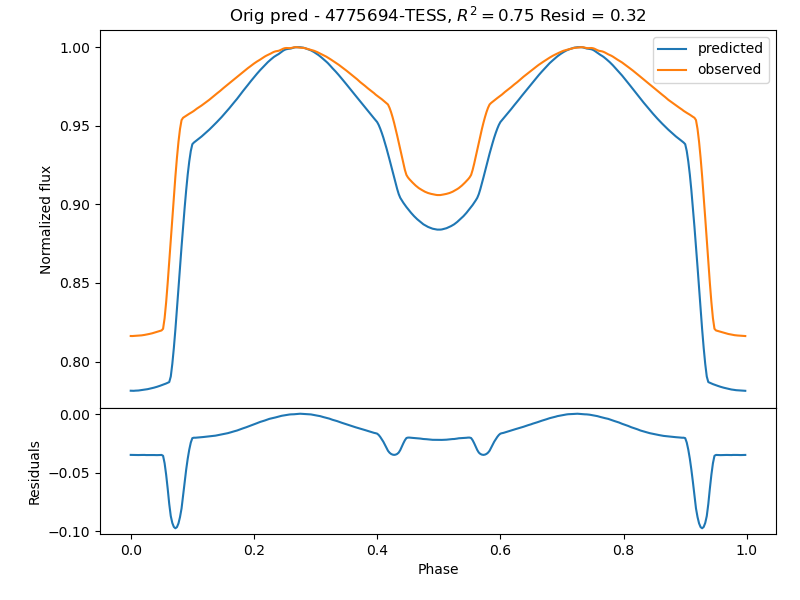 Orig pred - 4775694-TESS, R² = 0.75 Resid = 0.32
predicted
observed
Normalized flux
1.00
0.95
0.90
0.85
0.80
Residuals
0.00
−0.05
−0.10
0.0 0.2 0.4 0.6 0.8 1.0
Phase